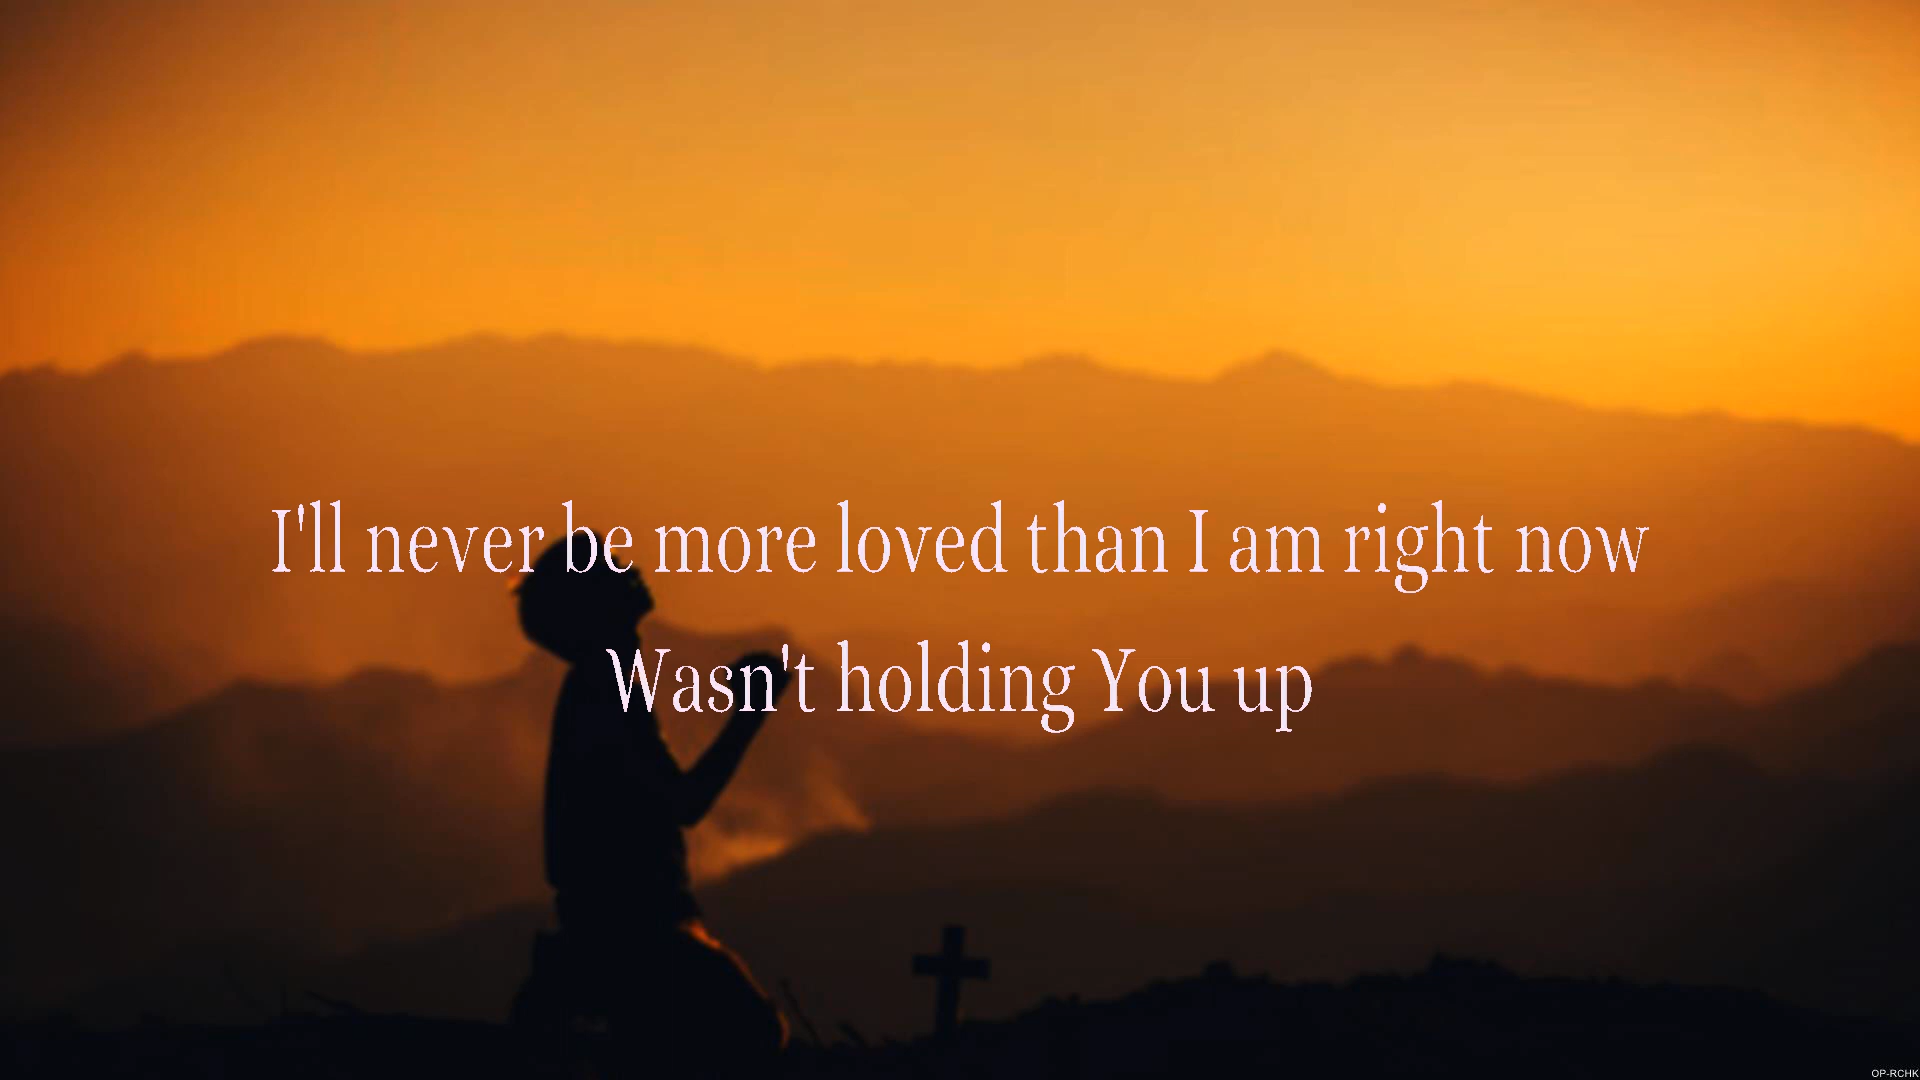 I'll never be more loved than I am right now
Wasn't holding You up
OP-RCHK